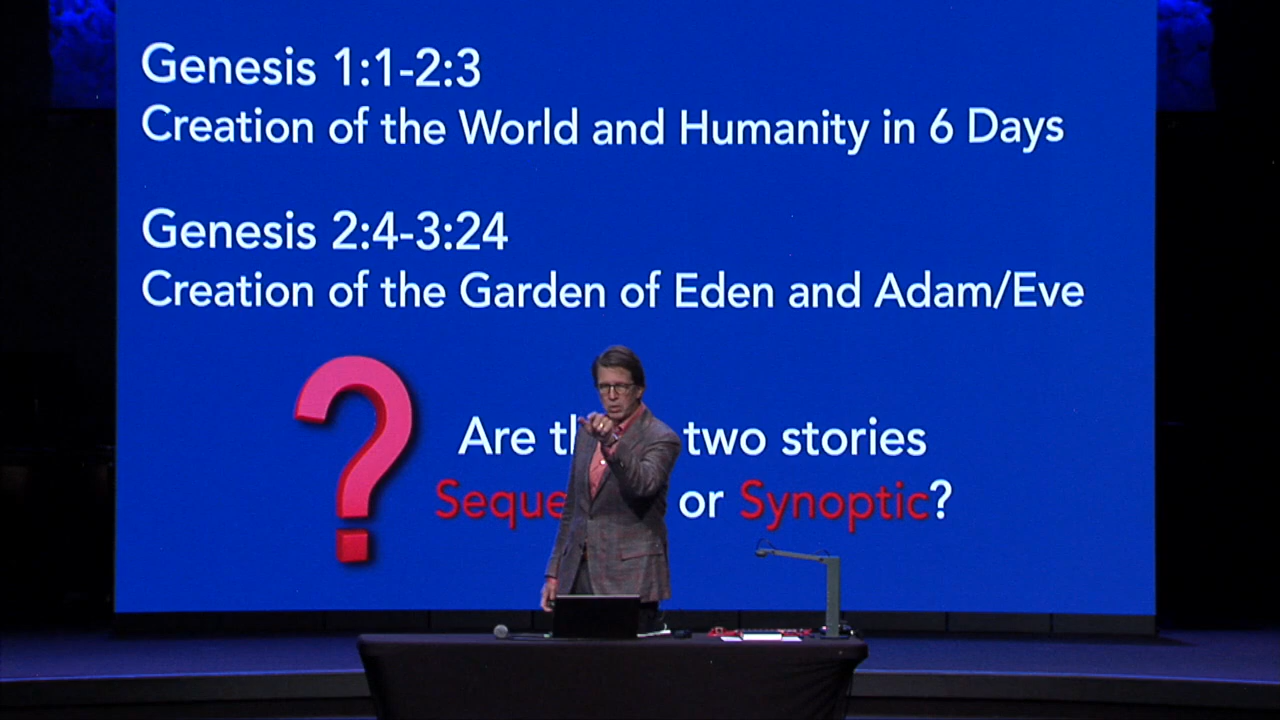 Genesis 1:1-2:3
Creation of the World and Humanity in 6 Days
Genesis 2:4-3:24
Creation of the Garden of Eden and Adam/Eve
?
Are two stories
or Synoptic?